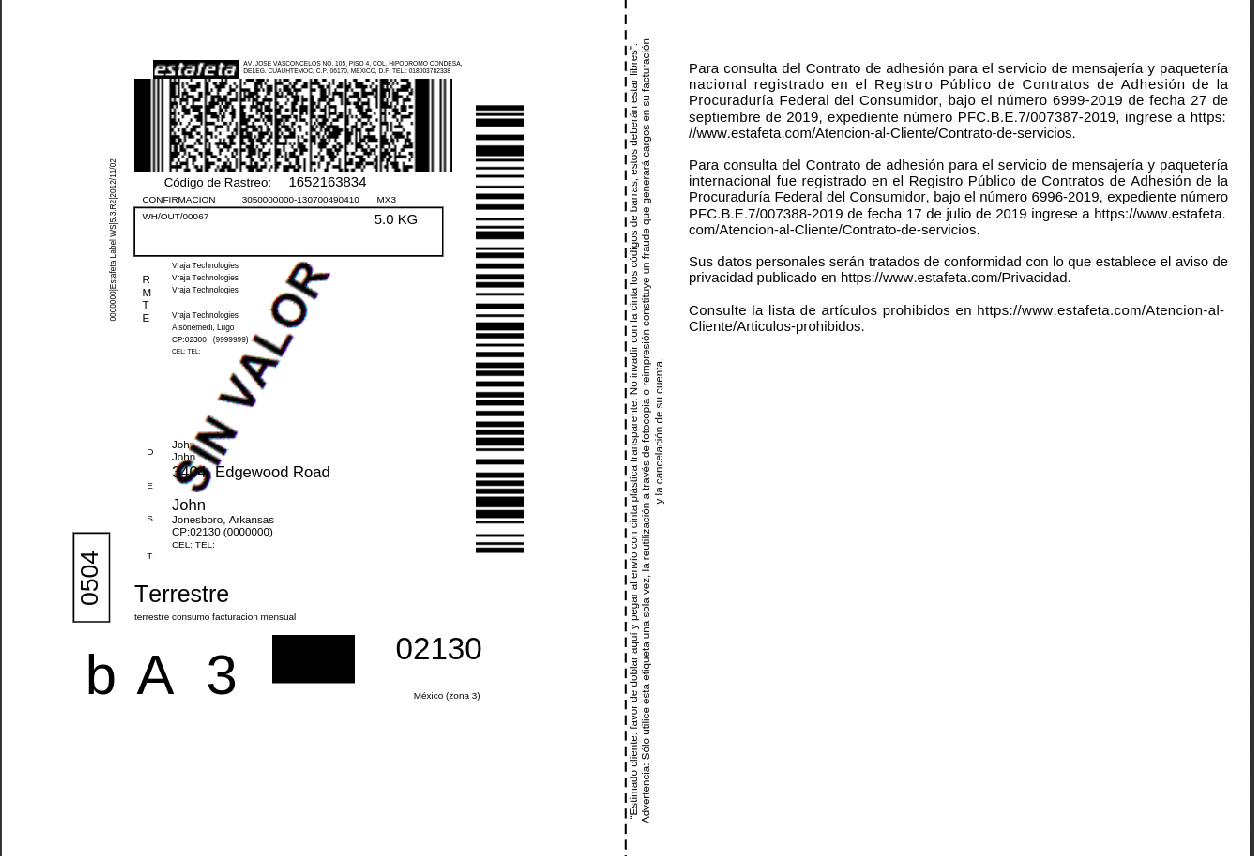 estafeta
AV. JOSE VASCONCELOS NO. 105, PISO 4, COL. HIPODROMO CONDESA,
DELEG. CUAUHTEMOC, C.P. 06170, MEXICO, D.F. TEL.: 018003782338
Código de Rastreo: 1652163834
CONFIRMACION 3050000000-130700490410 MX3
WH/OUT/00067 5.0 KG
0000000|Estafeta Label WS|5.3.R2|2012/11/02
R
M
T
E
Vraja Technologies
Vraja Technologies
Vraja Technologies
Vraja Technologies
Alsonemedi, Lugo
CP:02300 (9999999)
CEL: TEL:
SIN VALOR
D
E
S
T
John
John
3404 Edgewood Road
John
Jonesboro, Arkansas
CP:02130 (0000000)
CEL: TEL:
0504
Terrestre
terrestre consumo facturacion mensual
b A 3
02130
México (zona 3)
"Estimado cliente: favor de doblar aquí y pegar al envío con cinta plástica transparente. No invadir con la cinta los códigos de barras, estos deberán estar libres".
Advertencia: Sólo utilice esta etiqueta una sola vez, la reutilización a través de fotocopia o reimpresión constituye un fraude que generará cargos en su facturación
y la cancelación de su cuenta.
Para consulta del Contrato de adhesión para el servicio de mensajería y paquetería
nacional registrado en el Registro Público de Contratos de Adhesión de la
Procuraduría Federal del Consumidor, bajo el número 6999-2019 de fecha 27 de
septiembre de 2019, expediente número PFC.B.E.7/007387-2019, ingrese a https:
//www.estafeta.com/Atencion-al-Cliente/Contrato-de-servicios.
Para consulta del Contrato de adhesión para el servicio de mensajería y paquetería
internacional fue registrado en el Registro Público de Contratos de Adhesión de la
Procuraduría Federal del Consumidor, bajo el número 6996-2019, expediente número
PFC.B.E.7/007388-2019 de fecha 17 de julio de 2019 ingrese a https://www.estafeta.
com/Atencion-al-Cliente/Contrato-de-servicios.
Sus datos personales serán tratados de conformidad con lo que establece el aviso de
privacidad publicado en https://www.estafeta.com/Privacidad.
Consulte la lista de artículos prohibidos en https://www.estafeta.com/Atencion-al-
Cliente/Articulos-prohibidos.